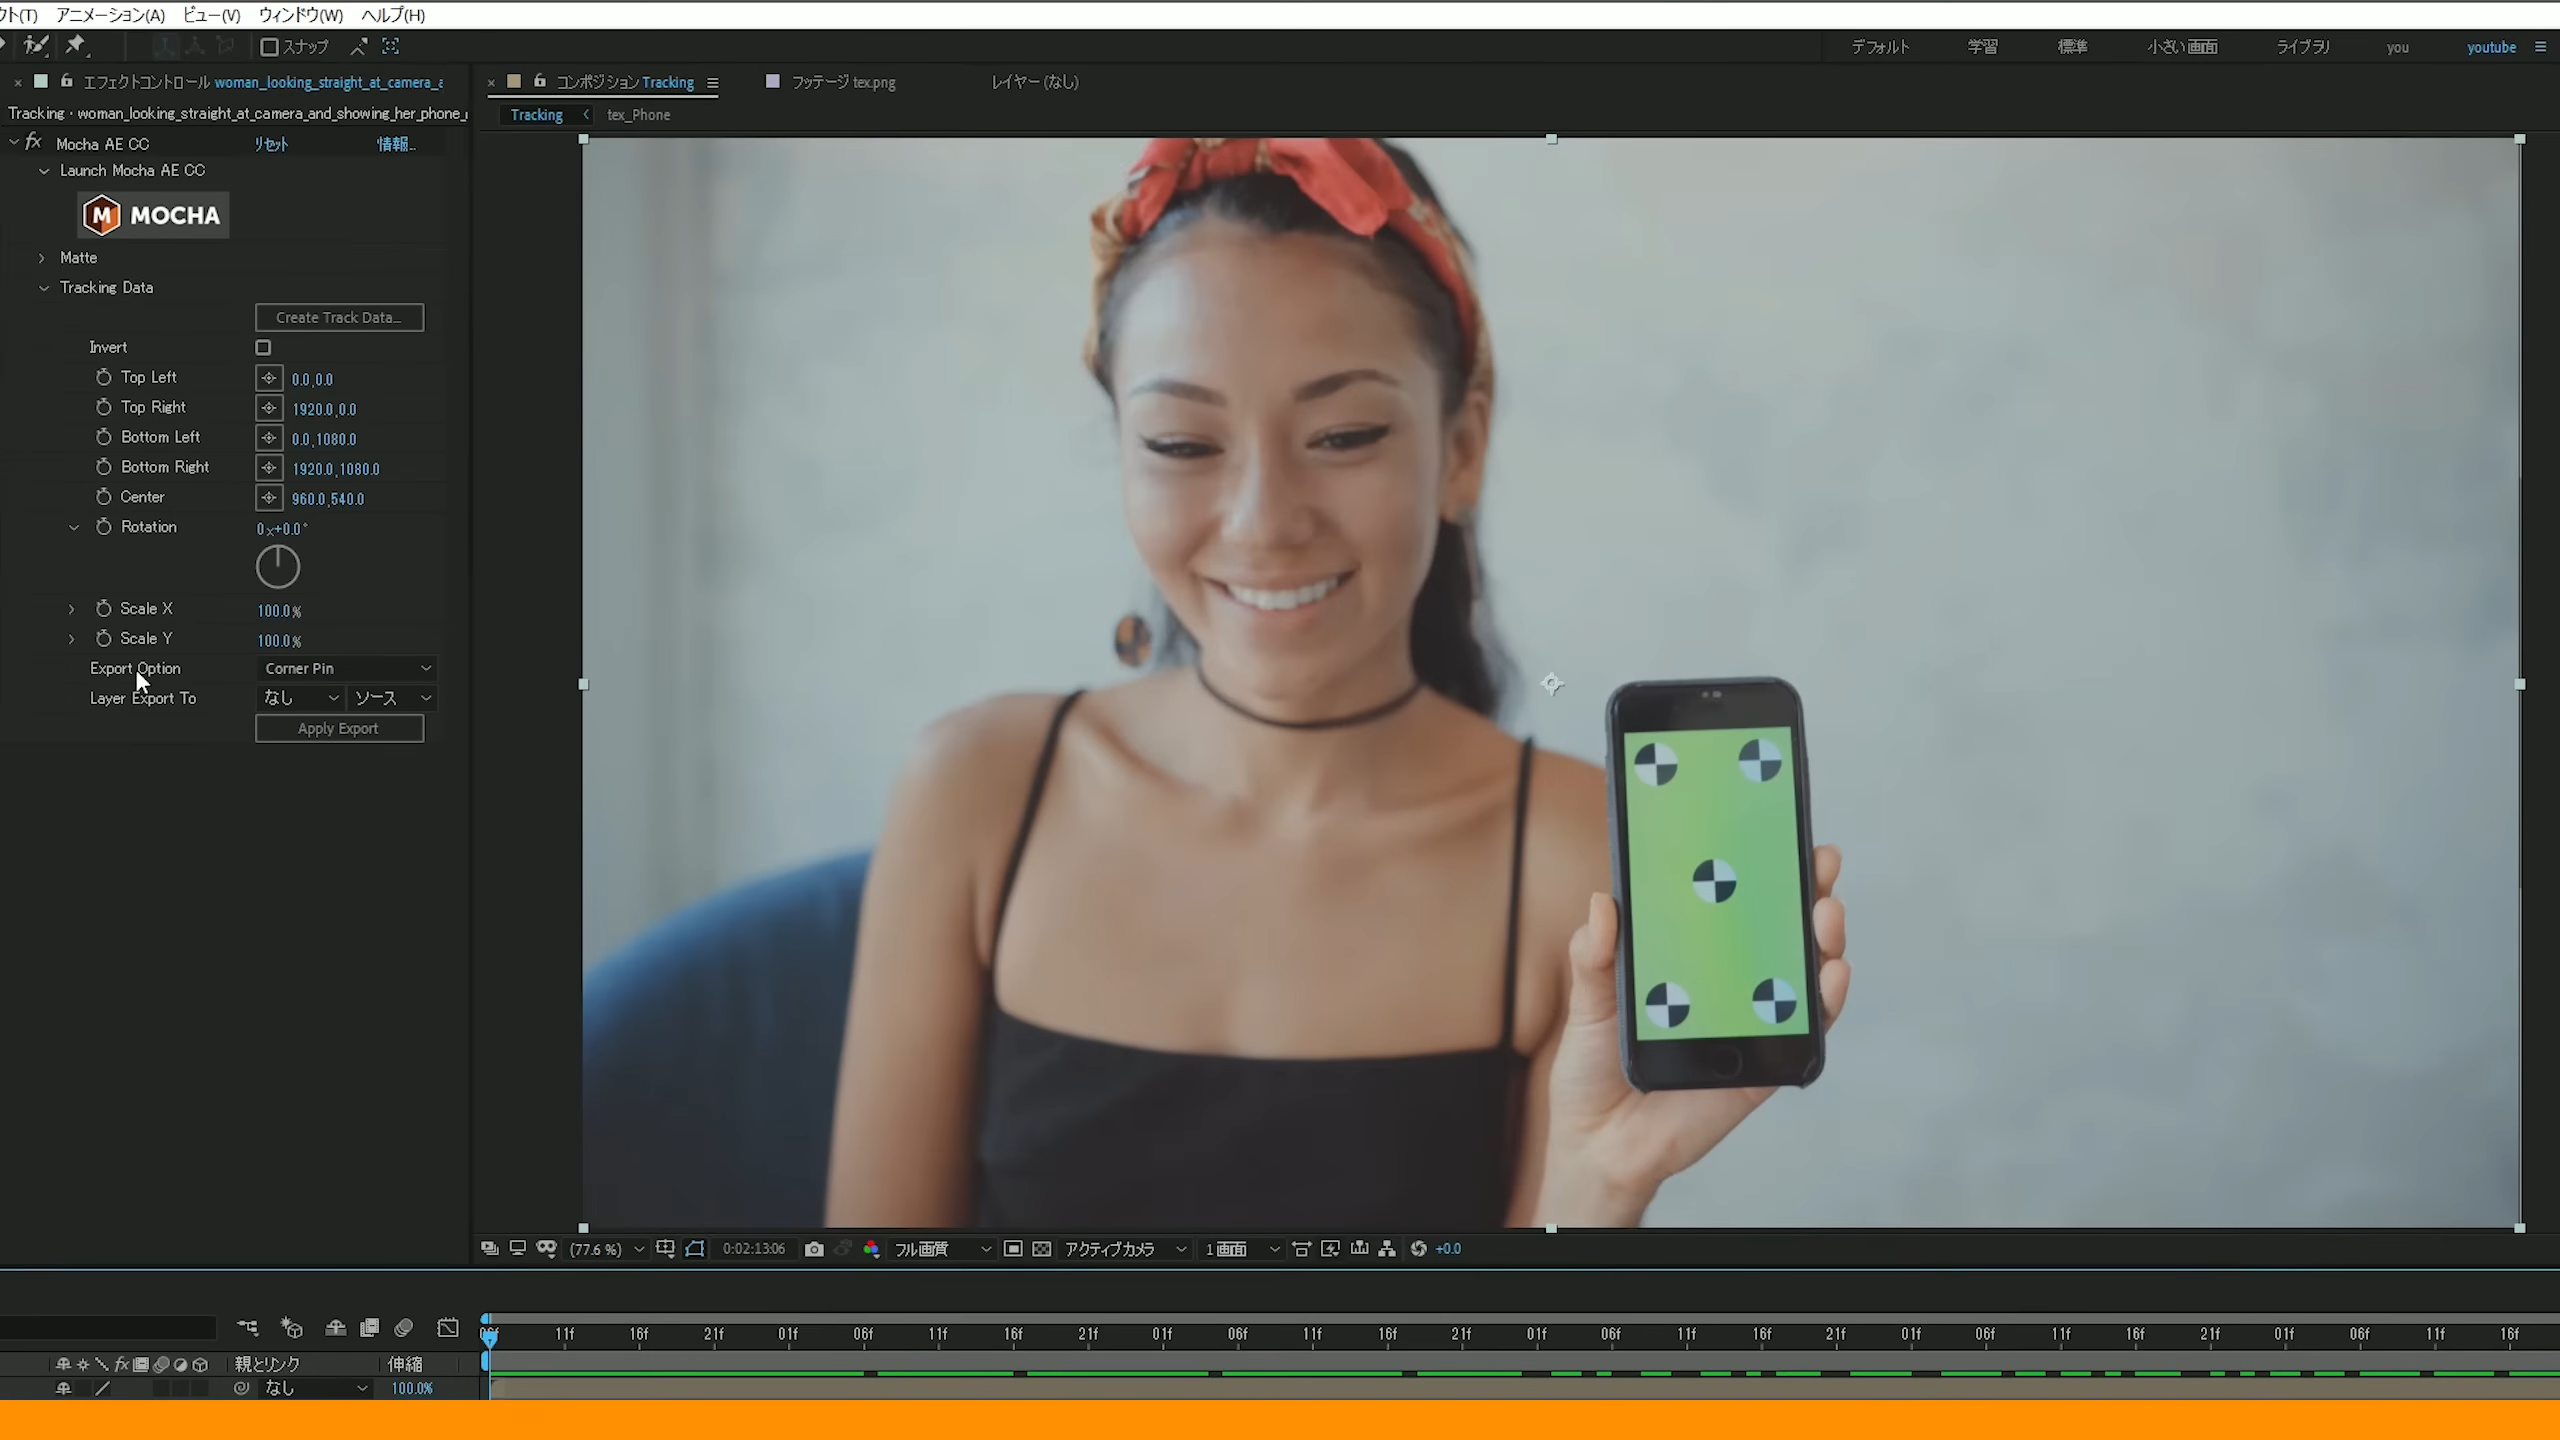 クト(T) アニメーション(A) ビュー(V) ウィンドウ(W) ヘルプ(H)
スナップ デフォルト 学習 標準 小さい画面 ライブラリ you youtube
エフェクトコントロール woman_looking_straight_at_camera_a コンポジション Tracking フッテージ tex.png レイヤー (なし)
Tracking・woman_looking_straight_at_camera_and_showing_her_phone_ Tracking tex_Phone
fx Mocha AE CC リセット 情報...
Launch Mocha AE CC
M MOCHA
Matte
Tracking Data
Create Track Data...
Invert
Top Left 0.0,0.0
Top Right 1920.0,0.0
Bottom Left 0.0,1080.0
Bottom Right 1920.0,1080.0
Center 960.0,540.0
Rotation 0x+0.0°
Scale X 100.0%
Scale Y 100.0%
Export Option Corner Pin
Layer Export To なし ソース
Apply Export
(77.6 %) 0:02:13:06 フル画質 アクティブカメラ 1画面 +0.0
11f 16f 21f 01f 06f 11f 16f 21f 01f 06f 11f 16f 21f 01f 06f 11f 16f 21f 01f 06f 11f 16f 21f 01f 06f 11f 16f
fx 親とリンク 伸縮
なし 100.0%